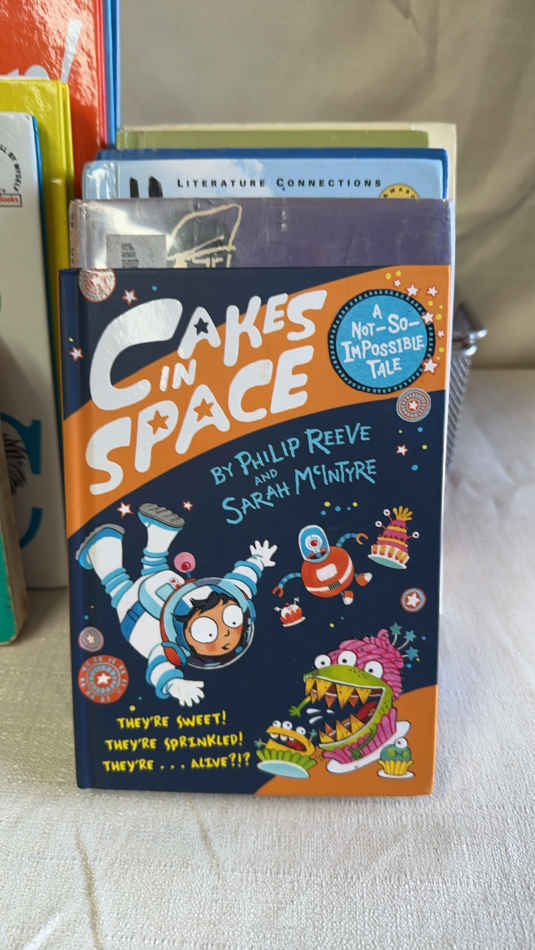 LITERATURE CONNECTIONS
CAKES
IN
SPACE
A
NOT-SO-
IMPOSSIBLE
TALE
BY PHILIP REEVE
AND
SARAH McINTYRE
THEY'RE SWEET!
THEY'RE SPRINKLED!
THEY'RE . . . ALIVE?!?